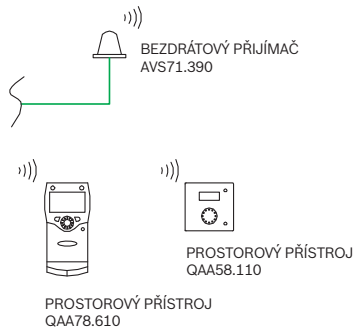 BEZDRÁTOVÝ PŘIJÍMAČ
AVS71.390
PROSTOROVÝ PŘÍSTROJ
QAA58.110
PROSTOROVÝ PŘÍSTROJ
QAA78.610